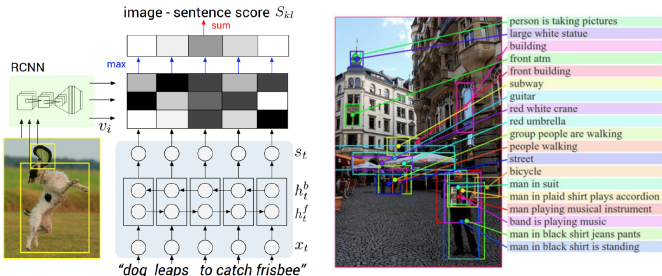 image - sentence score S_kl
sum
max
RCNN
v_i
s_t
h_t^b
h_t^f
x_t
"dog leaps to catch frisbee"
person is taking pictures
large white statue
building
front atm
front building
subway
guitar
red white crane
red umbrella
group people are walking
people walking
street
bicycle
man in suit
man in plaid shirt plays accordion
man playing musical instrument
band is playing music
man in black shirt jeans pants
man in black shirt is standing